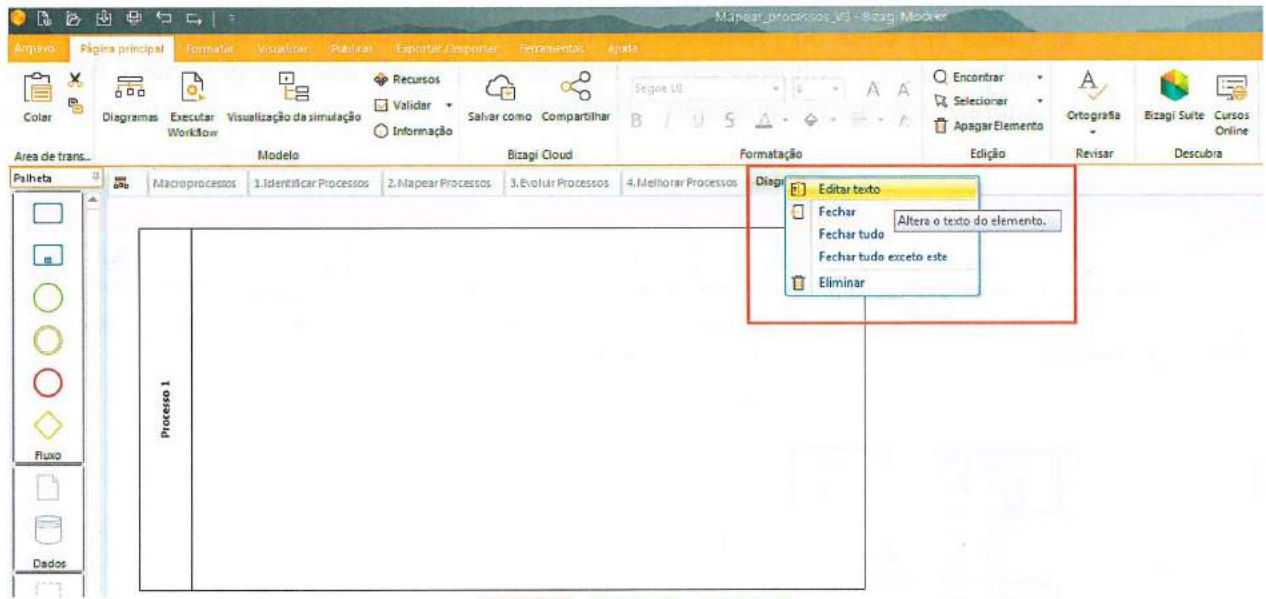 Mapear_processos_V3 - Bizagi Modeler
Arquivo Página principal Formatar Visualizar Publicar Exportar / Importar Ferramentas Ajuda
Colar
Diagramas
Executar Workflow
Visualização da simulação
Recursos
Validar
Informação
Salvar como
Compartilhar
Segoe UI
B I U S A
A A
Encontrar
Selecionar
Apagar Elemento
Ortografia
Bizagi Suite
Cursos Online
Area de trans...
Modelo
Bizagi Cloud
Formatação
Edição
Revisar
Descubra
Palheta
Macroprocessos
1.Identificar Processos
2.Mapear Processos
3.Evoluir Processos
4.Melhorar Processos
Diagr
Editar texto
Fechar
Altera o texto do elemento.
Fechar tudo
Fechar tudo exceto este
Eliminar
Processo 1
Fluxo
Dados